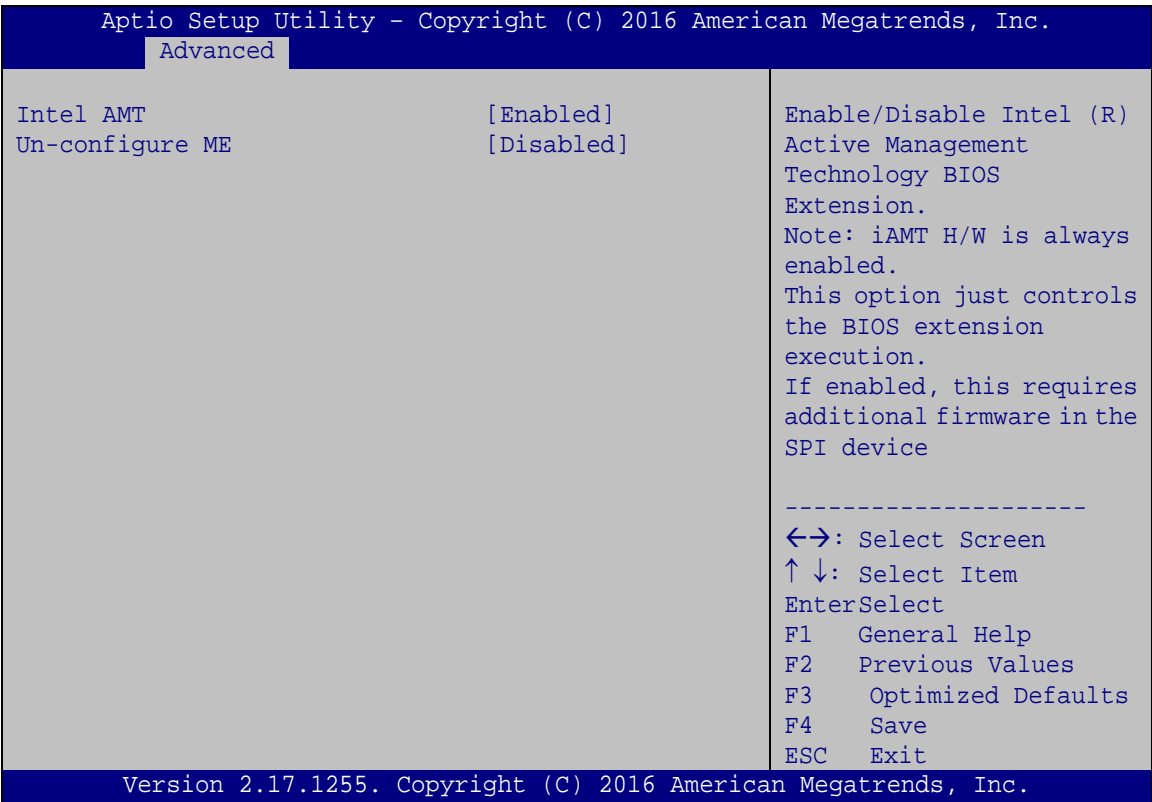 Aptio Setup Utility – Copyright (C) 2016 American Megatrends, Inc.
Advanced
Intel AMT [Enabled]
Un-configure ME [Disabled]
Enable/Disable Intel (R)
Active Management
Technology BIOS
Extension.
Note: iAMT H/W is always
enabled.
This option just controls
the BIOS extension
execution.
If enabled, this requires
additional firmware in the
SPI device
---------------------
←→: Select Screen
↑ ↓: Select Item
EnterSelect
F1 General Help
F2 Previous Values
F3 Optimized Defaults
F4 Save
ESC Exit
Version 2.17.1255. Copyright (C) 2016 American Megatrends, Inc.